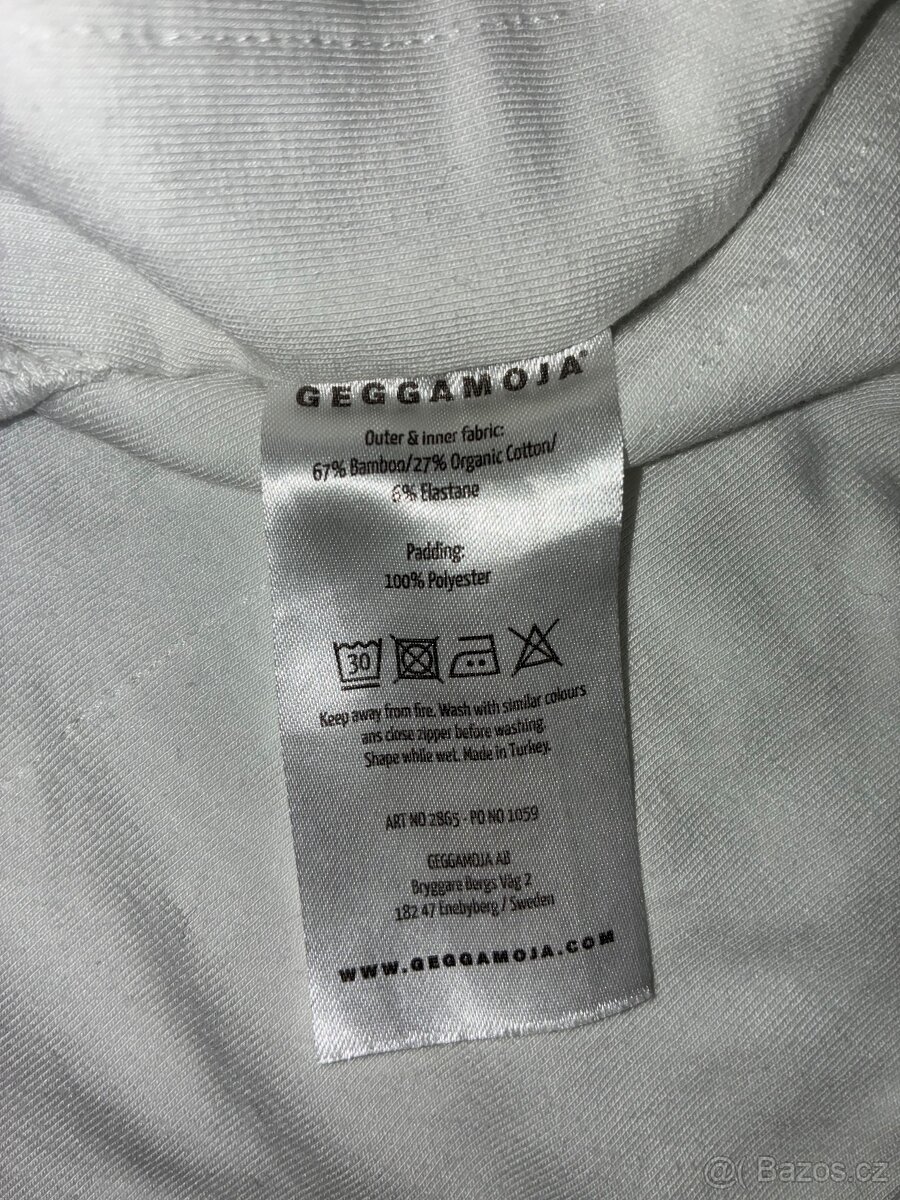 GEGGAMOJA®
Outer & inner fabric:
67% Bamboo/27% Organic Cotton/
6% Elastane
Padding:
100% Polyester
30
Keep away from fire. Wash with similar colours
ans close zipper before washing.
Shape while wet. Made in Turkey.
ART NO 2865 - PO NO 1059
GEGGAMOJA AB
Bryggare Bergs Väg 2
182 47 Enebyberg / Sweden
WWW.GEGGAMOJA.COM
@( Bazos.cz